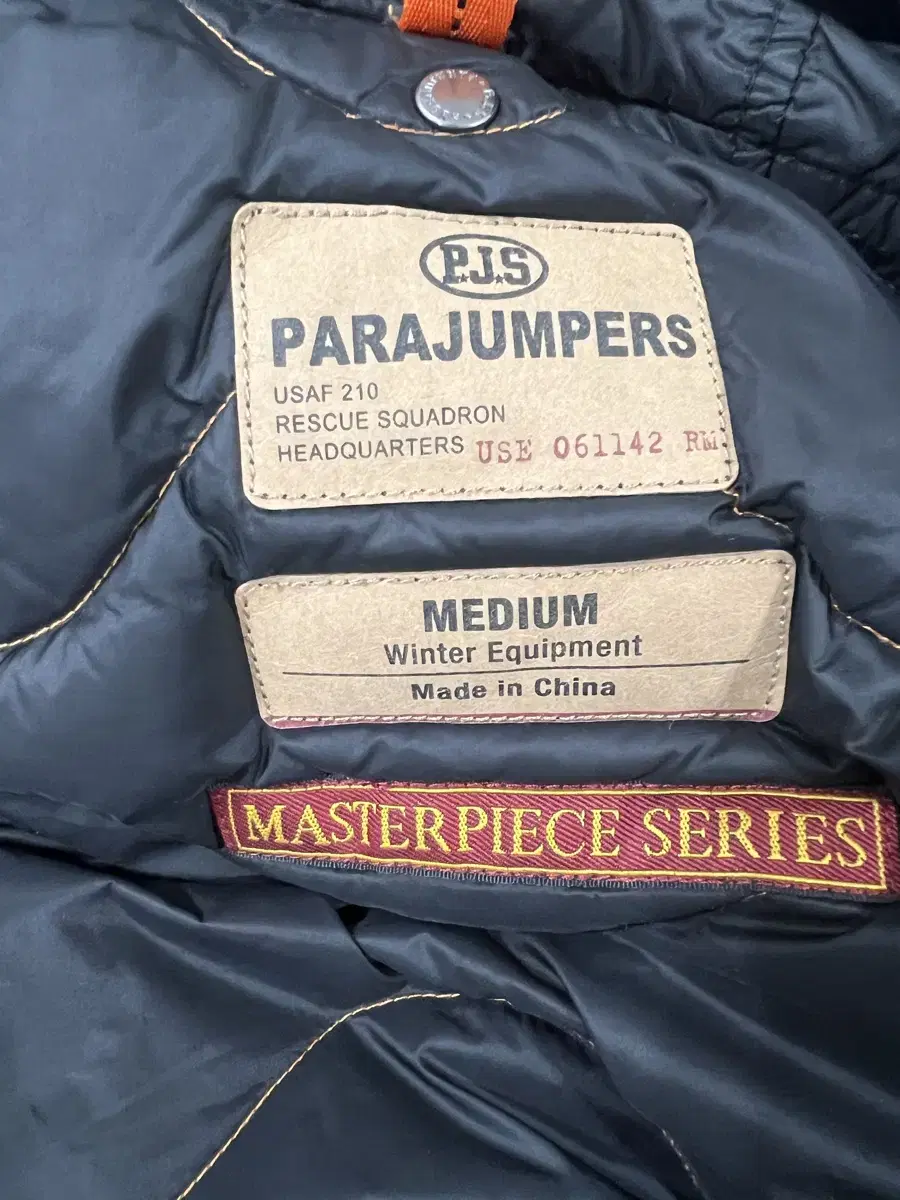 P.J.S
PARAJUMPERS
USAF 210
RESCUE SQUADRON
HEADQUARTERS USE 061142 RM
MEDIUM
Winter Equipment
Made in China
MASTERPIECE SERIES